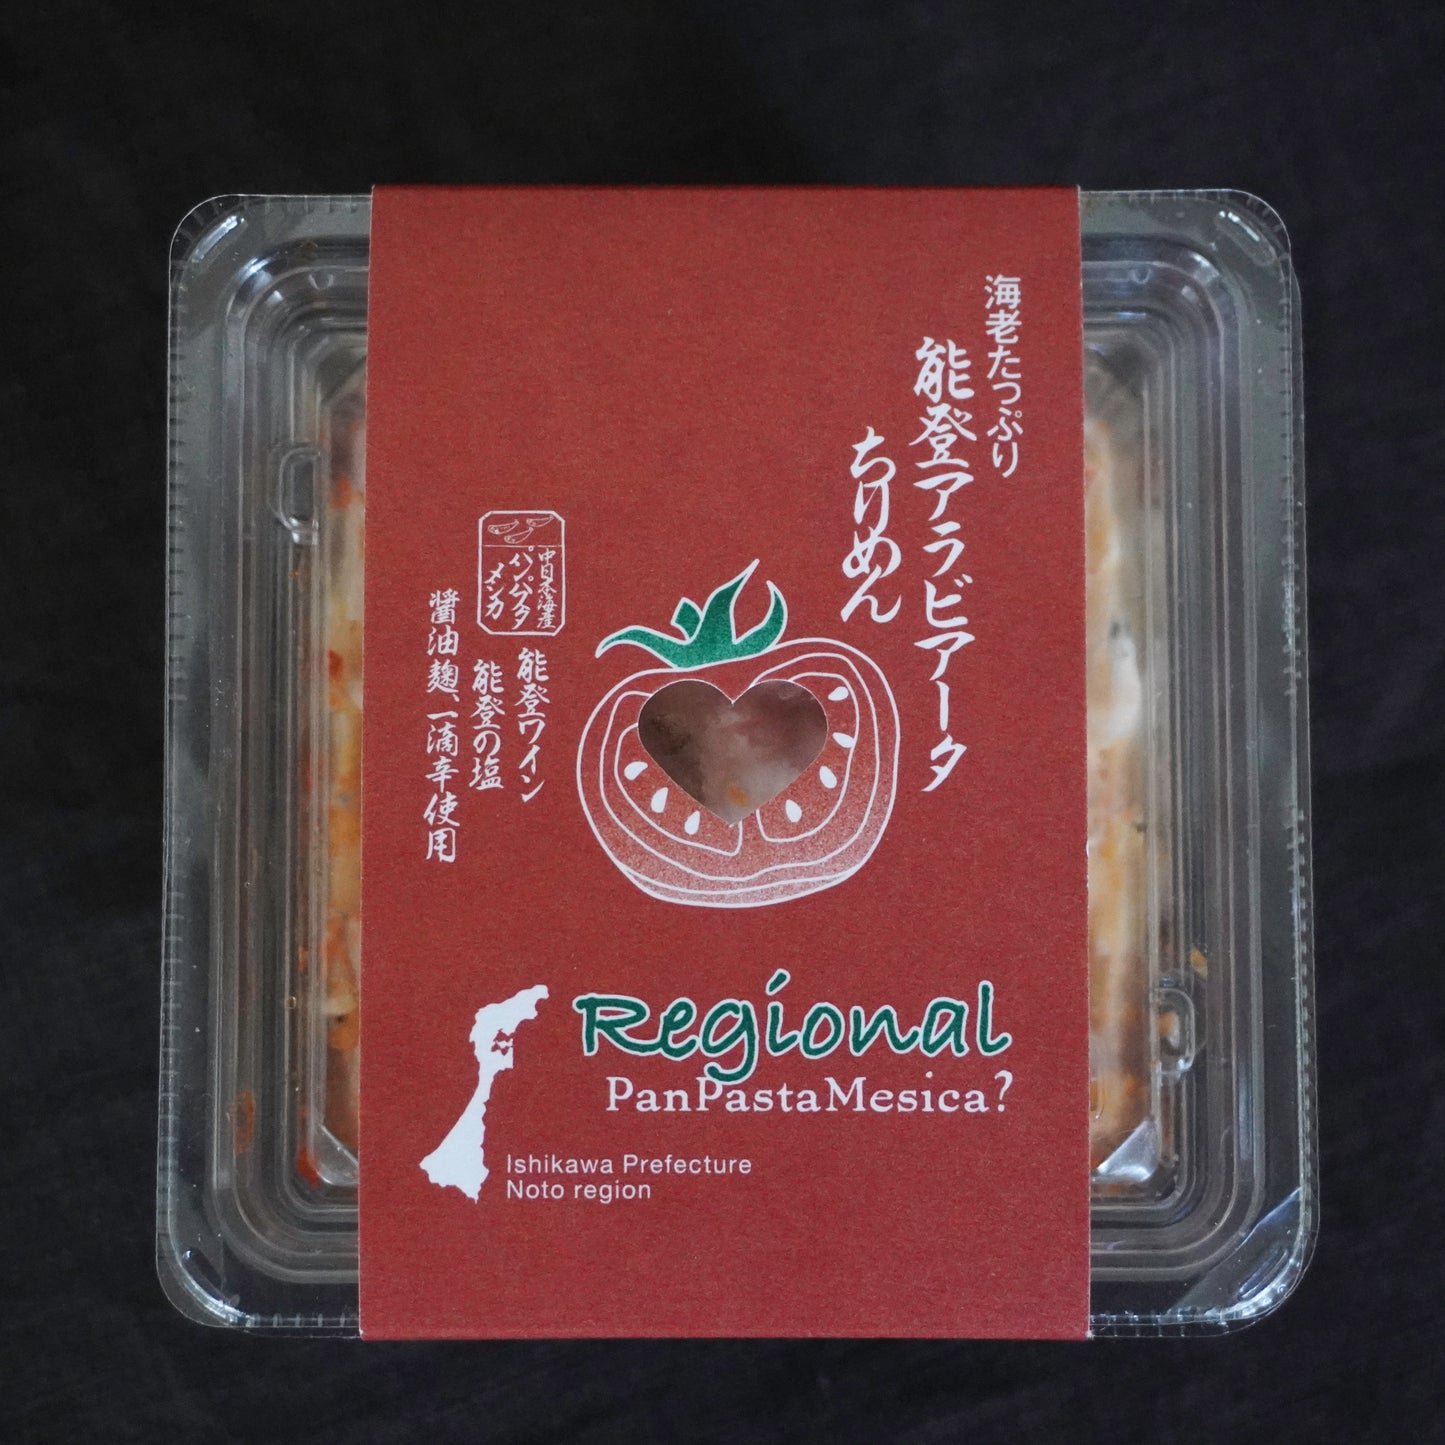 海老たっぷり
能登アラビアータ
ちりめん
中日本海産
パンパタ
メシカ
能登ワイン
能登の塩
醤油麹、一滴辛使用
Regional
PanPastaMesica?
Ishikawa Prefecture
Noto region